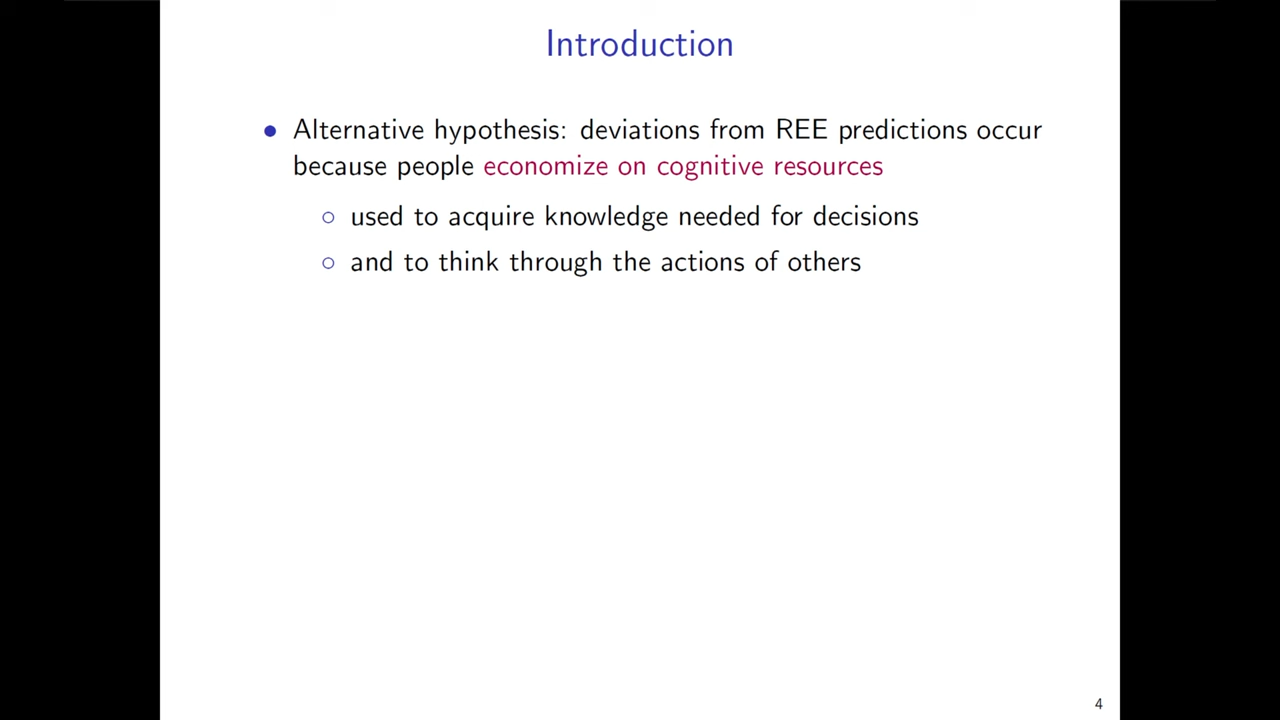 Introduction
• Alternative hypothesis: deviations from REE predictions occur
because people economize on cognitive resources
○ used to acquire knowledge needed for decisions
○ and to think through the actions of others
4